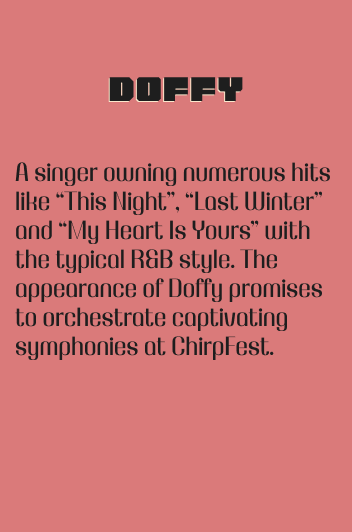 DOFFY
A singer owning numerous hits
like “This Night”, “Last Winter”
and “My Heart Is Yours” with
the typical R&B style. The
appearance of Doffy promises
to orchestrate captivating
symphonies at ChirpFest.